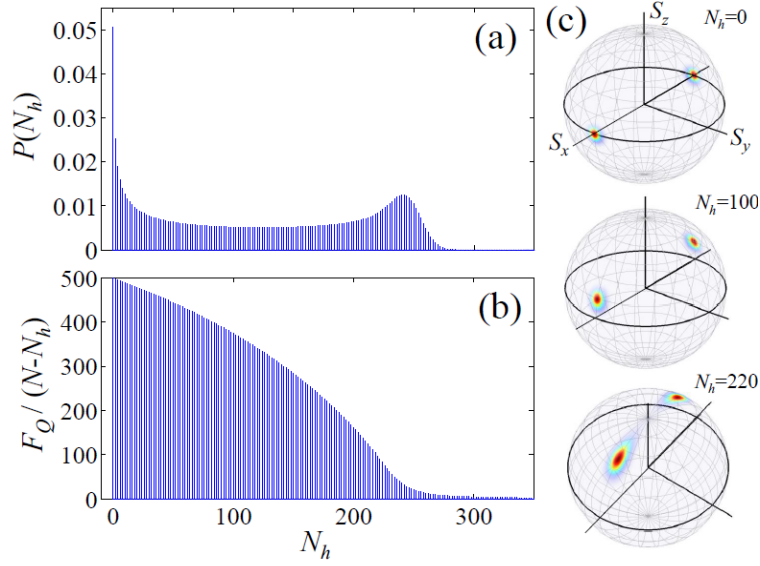 (a)
P(N_h)
0.05
0.04
0.03
0.02
0.01
0
(b)
F_Q / (N-N_h)
500
400
300
200
100
0
0 100 200 300
N_h
(c)
S_z
N_h=0
S_x
S_y
N_h=100
N_h=220